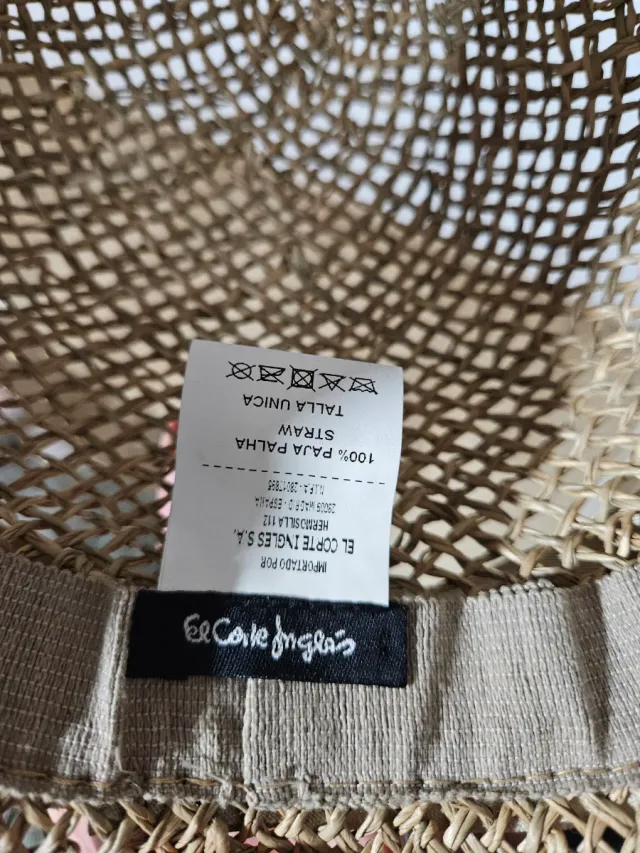 El Corte Inglés
IMPORTADO POR
EL CORTE INGLES S.A.
HERMOSILLA 112
28009 MADRID - ESPAÑA
N.I.F. A-28017895
100% PAJA PALHA
STRAW
TALLA UNICA